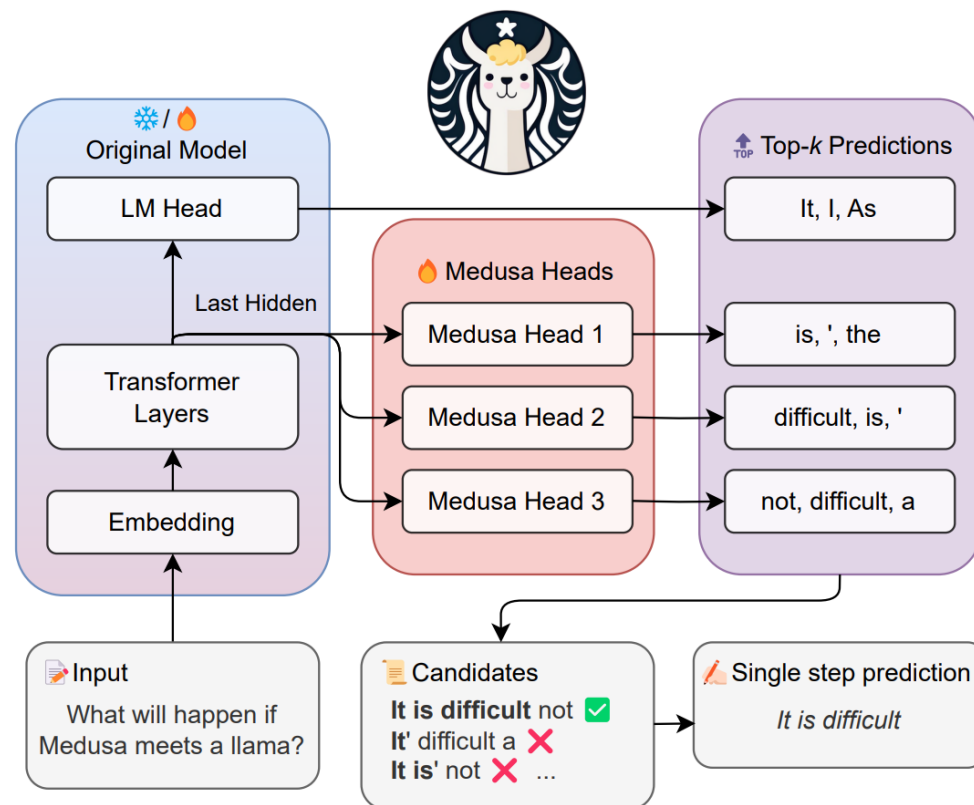 /
Original Model
LM Head
Last Hidden
Transformer
Layers
Embedding
Input
What will happen if
Medusa meets a llama?
Medusa Heads
Medusa Head 1
Medusa Head 2
Medusa Head 3
TOP
Top-k Predictions
It, I, As
is, ', the
difficult, is, '
not, difficult, a
Candidates
It is difficult not ✅
It' difficult a ❌
It is' not ❌ ...
Single step prediction
It is difficult